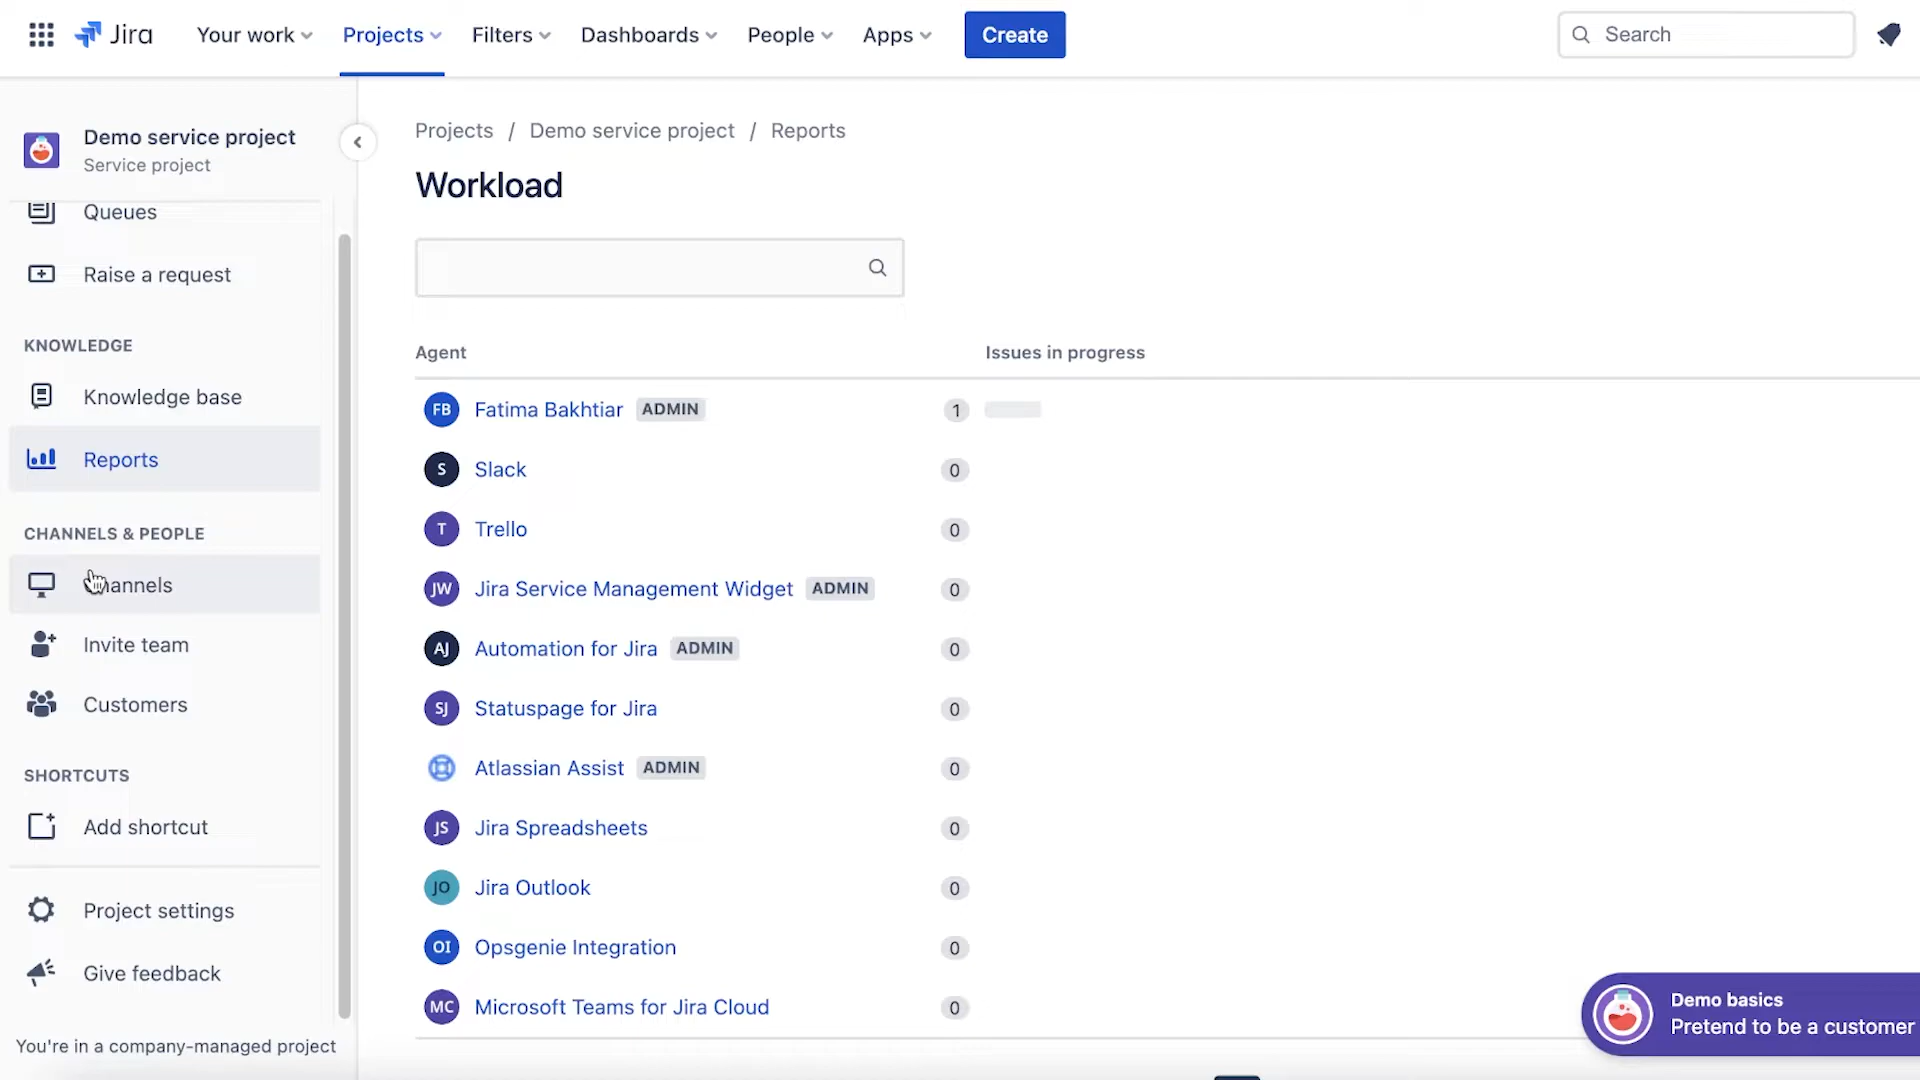 Jira
Your work
Projects
Filters
Dashboards
People
Apps
Create
Search
Demo service project
Service project
Queues
Raise a request
KNOWLEDGE
Knowledge base
Reports
CHANNELS & PEOPLE
Channels
Invite team
Customers
SHORTCUTS
Add shortcut
Project settings
Give feedback
You're in a company-managed project
Projects / Demo service project / Reports
Workload
Agent Issues in progress
FB Fatima Bakhtiar ADMIN 1
S Slack 0
T Trello 0
JW Jira Service Management Widget ADMIN 0
AJ Automation for Jira ADMIN 0
SJ Statuspage for Jira 0
Atlassian Assist ADMIN 0
JS Jira Spreadsheets 0
JO Jira Outlook 0
OI Opsgenie Integration 0
MC Microsoft Teams for Jira Cloud 0
Demo basics
Pretend to be a customer